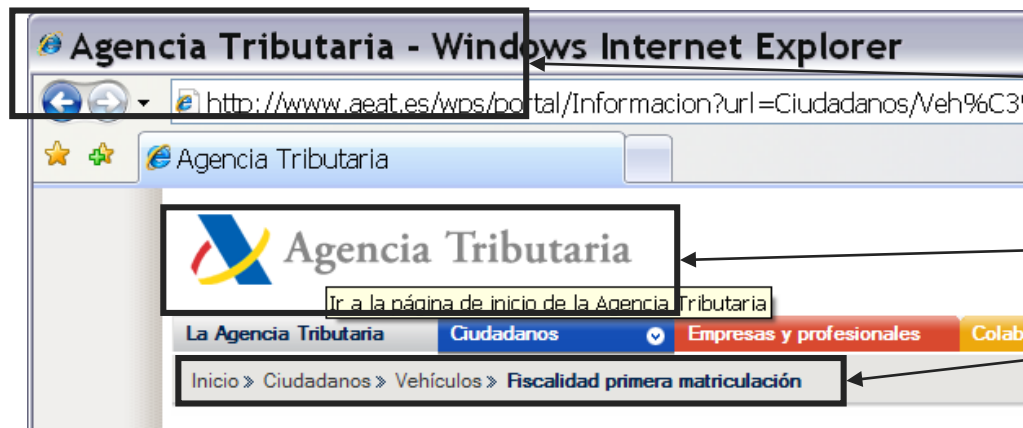 Agencia Tributaria - Windows Internet Explorer
http://www.aeat.es/wps/portal/Informacion?url=Ciudadanos/Veh%C3
Agencia Tributaria
Agencia Tributaria
Ir a la página de inicio de la Agencia Tributaria
La Agencia Tributaria Ciudadanos Empresas y profesionales Colab
Inicio » Ciudadanos » Vehículos » Fiscalidad primera matriculación